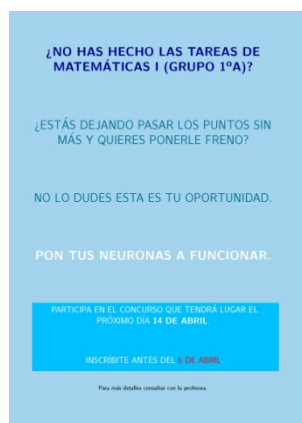 ¿NO HAS HECHO LAS TAREAS DE
MATEMÁTICAS I (GRUPO 1ºA)?
¿ESTÁS DEJANDO PASAR LOS PUNTOS SIN
MÁS Y QUIERES PONERLE FRENO?
NO LO DUDES ESTA ES TU OPORTUNIDAD.
PON TUS NEURONAS A FUNCIONAR.
PARTICIPA EN EL CONCURSO QUE TENDRÁ LUGAR EL
PRÓXIMO DÍA 14 DE ABRIL.
INSCRÍBITE ANTES DEL 5 DE ABRIL
Para más detalles consultar con la profesora.